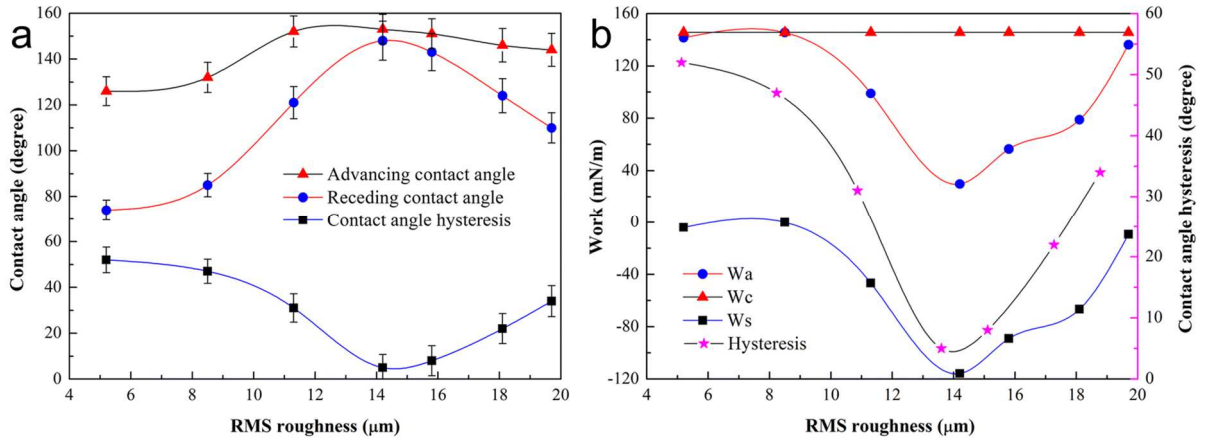 a
160
140
120
100
80
60
40
20
0
Contact angle (degree)
Advancing contact angle
Receding contact angle
Contact angle hysteresis
4 6 8 10 12 14 16 18 20
RMS roughness (μm)
b
160
120
80
40
0
-40
-80
-120
Work (mN/m)
Wa
Wc
Ws
Hysteresis
60
50
40
30
20
10
0
Contact angle hysteresis (degree)
4 6 8 10 12 14 16 18 20
RMS roughness (μm)